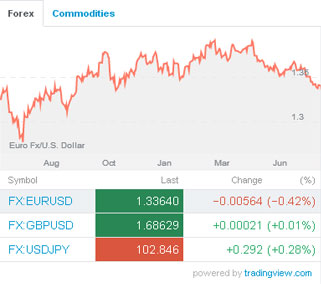 Forex Commodities
1.35
1.3
Euro Fx/U.S. Dollar
Aug Oct Jan Mar Jun
Symbol Last Change (%)
FX:EURUSD 1.33640 −0.00564 (−0.42%)
FX:GBPUSD 1.68629 +0.00021 (+0.01%)
FX:USDJPY 102.846 +0.292 (+0.28%)
powered by tradingview.com